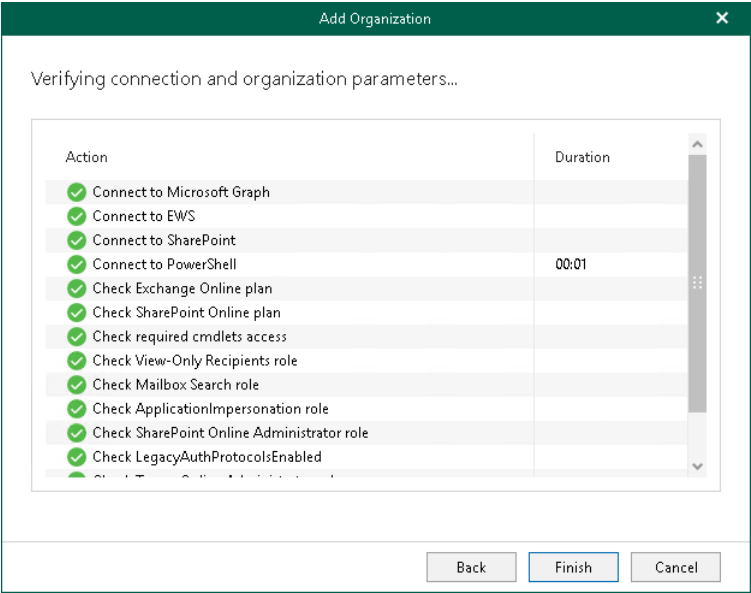 Add Organization
Verifying connection and organization parameters...
Action Duration
Connect to Microsoft Graph
Connect to EWS
Connect to SharePoint
Connect to PowerShell 00:01
Check Exchange Online plan
Check SharePoint Online plan
Check required cmdlets access
Check View-Only Recipients role
Check Mailbox Search role
Check ApplicationImpersonation role
Check SharePoint Online Administrator role
Check LegacyAuthProtocolsEnabled
Back Finish Cancel